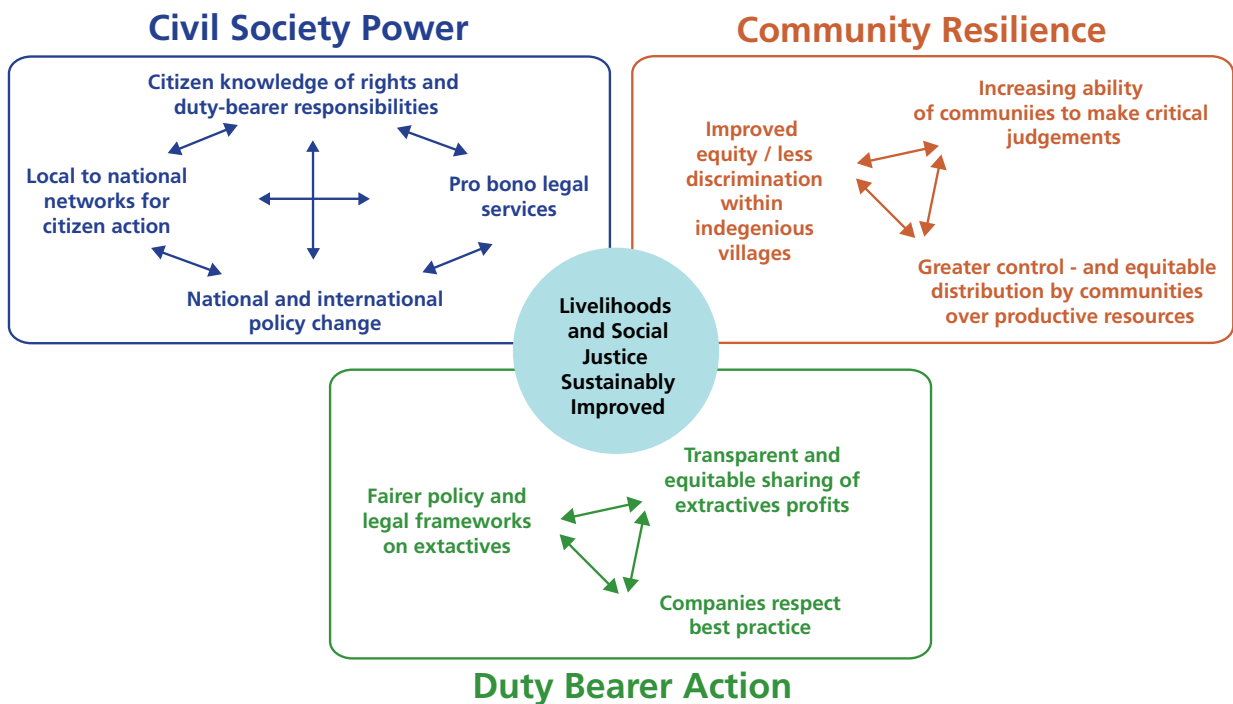 Civil Society Power
Citizen knowledge of rights and
duty-bearer responsibilities
Local to national
networks for
citizen action
Pro bono legal
services
National and international
policy change
Community Resilience
Increasing ability
of communiies to make critical
judgements
Improved
equity / less
discrimination
within
indegenious
villages
Greater control - and equitable
distribution by communities
over productive resources
Livelihoods
and Social
Justice
Sustainably
Improved
Transparent and
equitable sharing of
extractives profits
Fairer policy and
legal frameworks
on extactives
Companies respect
best practice
Duty Bearer Action